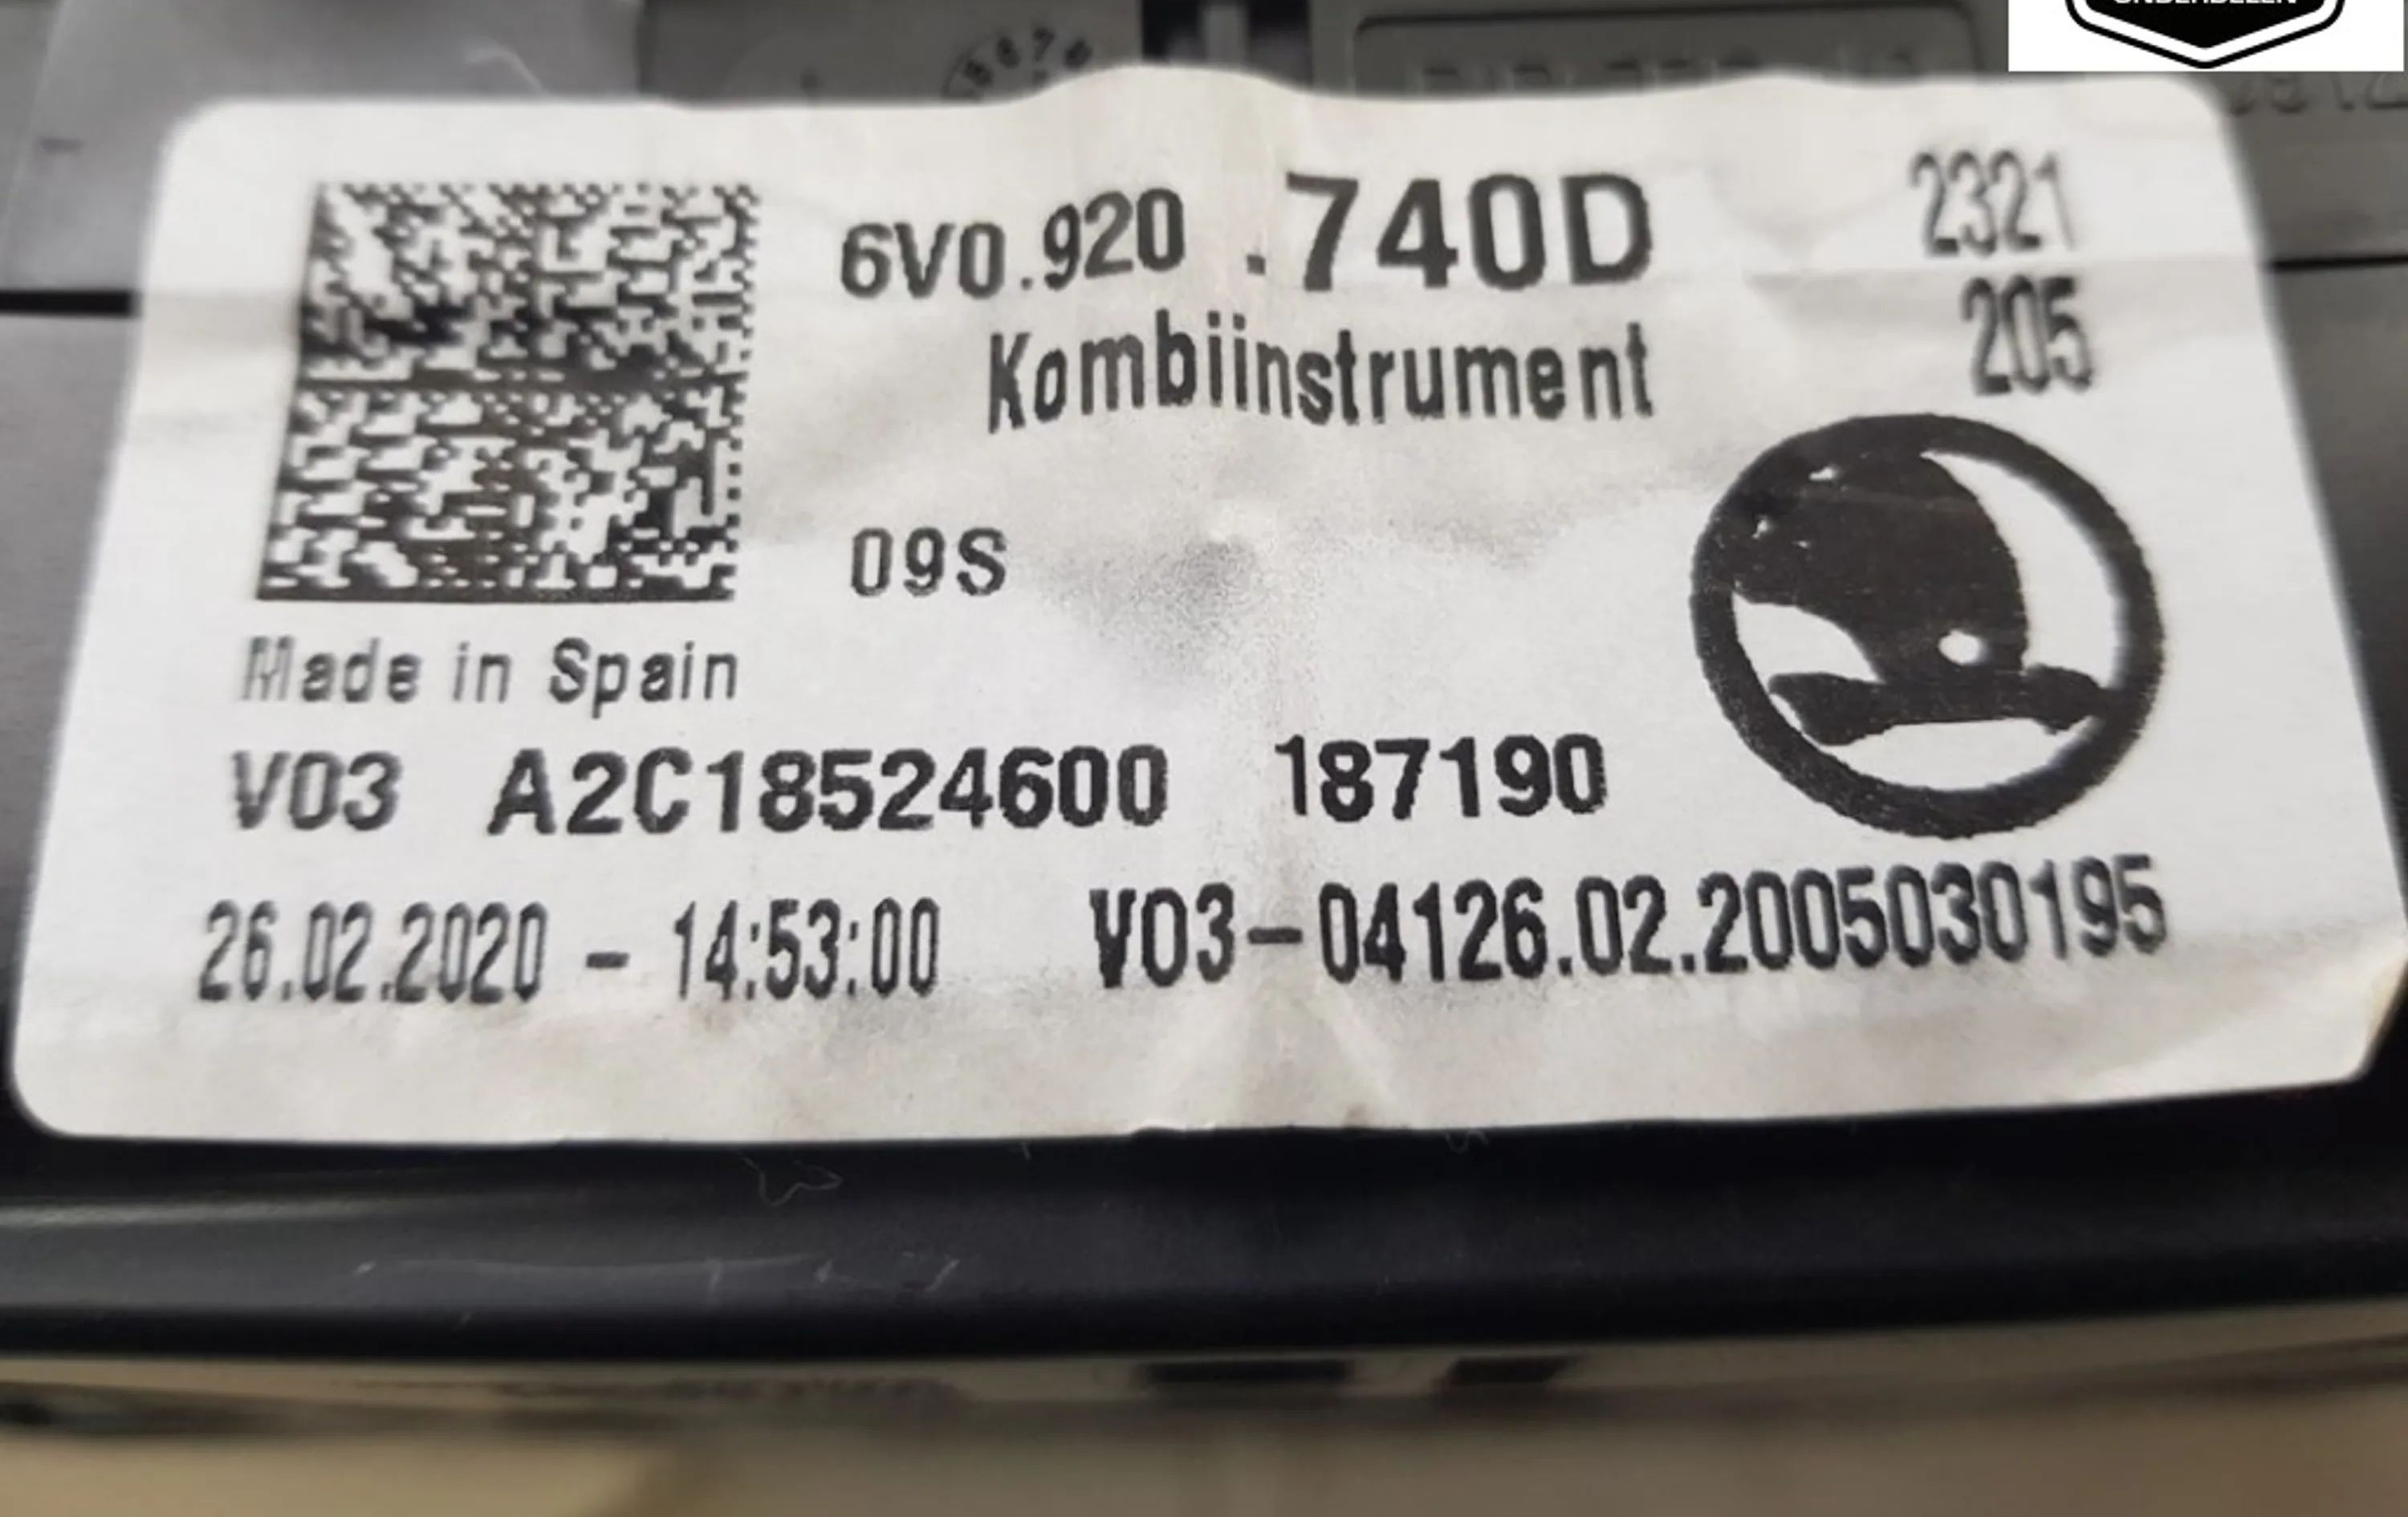 6V0.920 .740D
2321
205
Kombiinstrument
09S
Made in Spain
V03 A2C18524600 187190
26.02.2020 - 14:53:00 V03-04126.02.2005030195